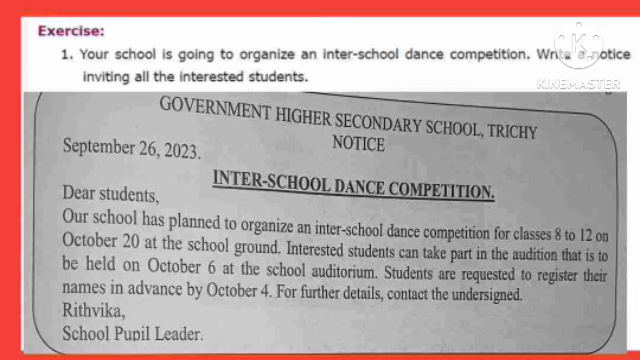 Exercise:
1. Your school is going to organize an inter-school dance competition. Write a notice
inviting all the interested students.
KINEMASTER
GOVERNMENT HIGHER SECONDARY SCHOOL, TRICHY
NOTICE
September 26, 2023.
INTER-SCHOOL DANCE COMPETITION.
Dear students,
Our school has planned to organize an inter-school dance competition for classes 8 to 12 on
October 20 at the school ground. Interested students can take part in the audition that is to
be held on October 6 at the school auditorium. Students are requested to register their
names in advance by October 4. For further details, contact the undersigned.
Rithvika,
School Pupil Leader.